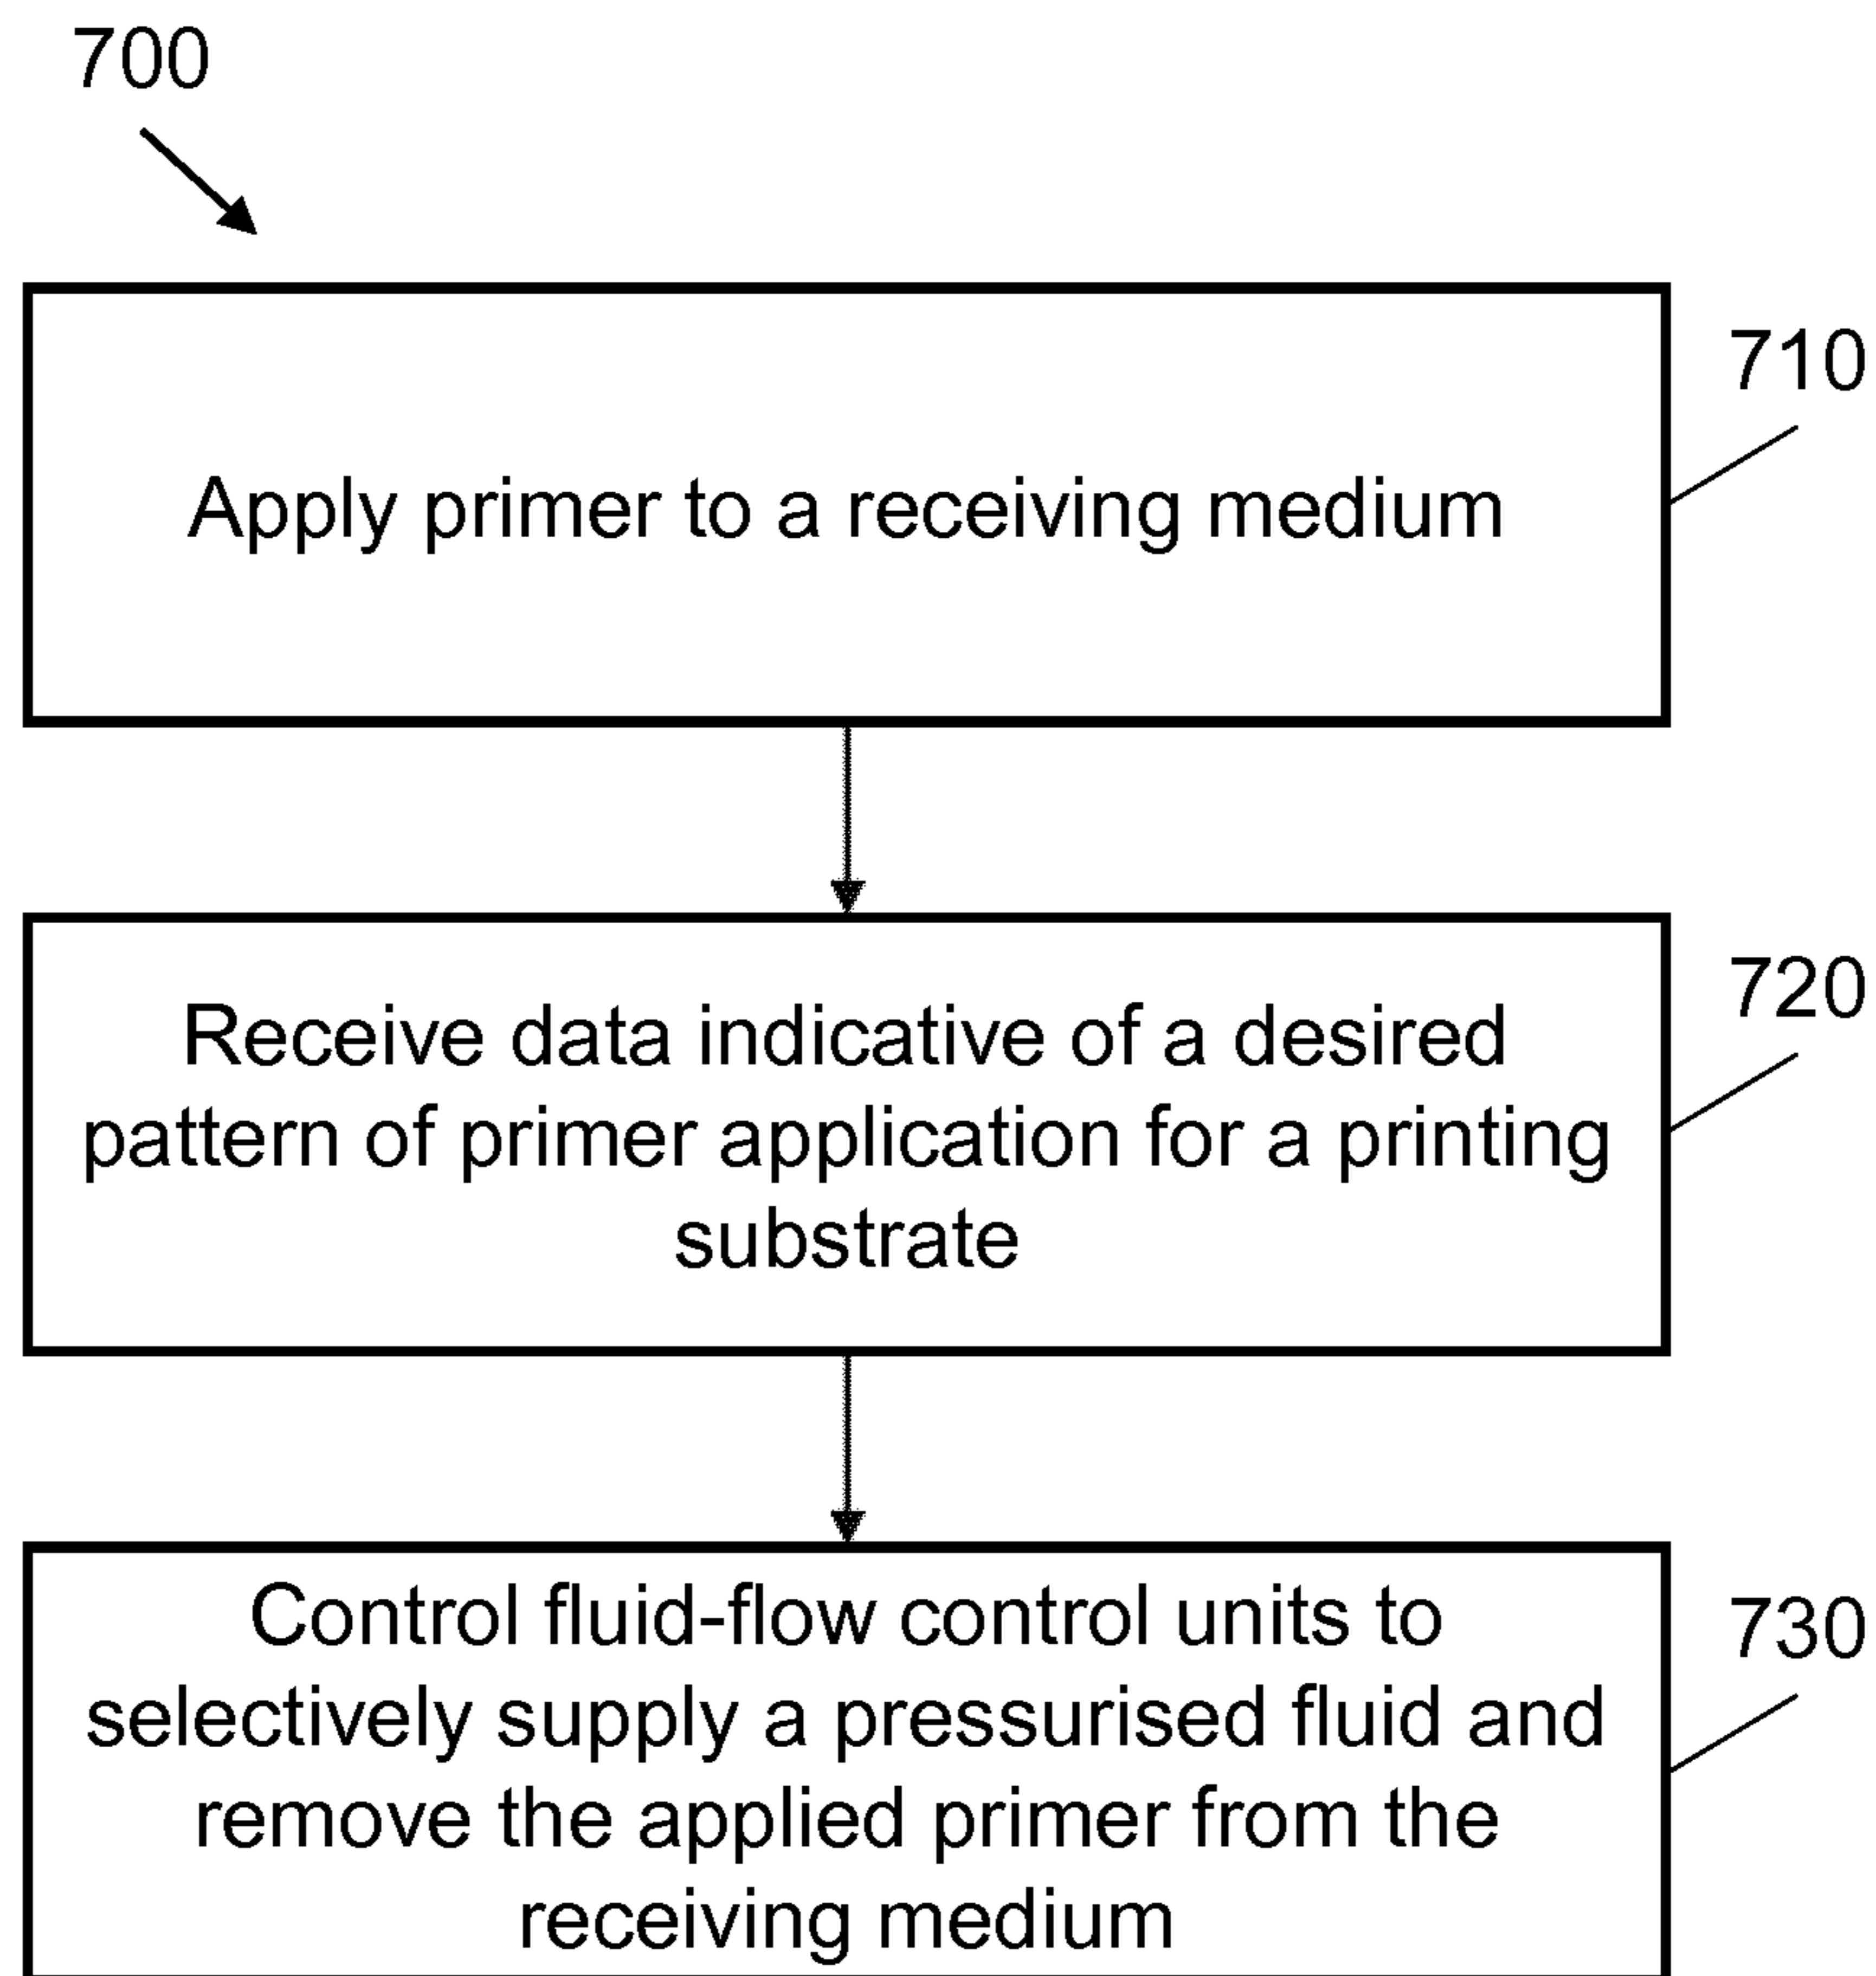 700
710
Apply primer to a receiving medium
720
Receive data indicative of a desired
pattern of primer application for a printing
substrate
730
Control fluid-flow control units to
selectively supply a pressurised fluid and
remove the applied primer from the
receiving medium